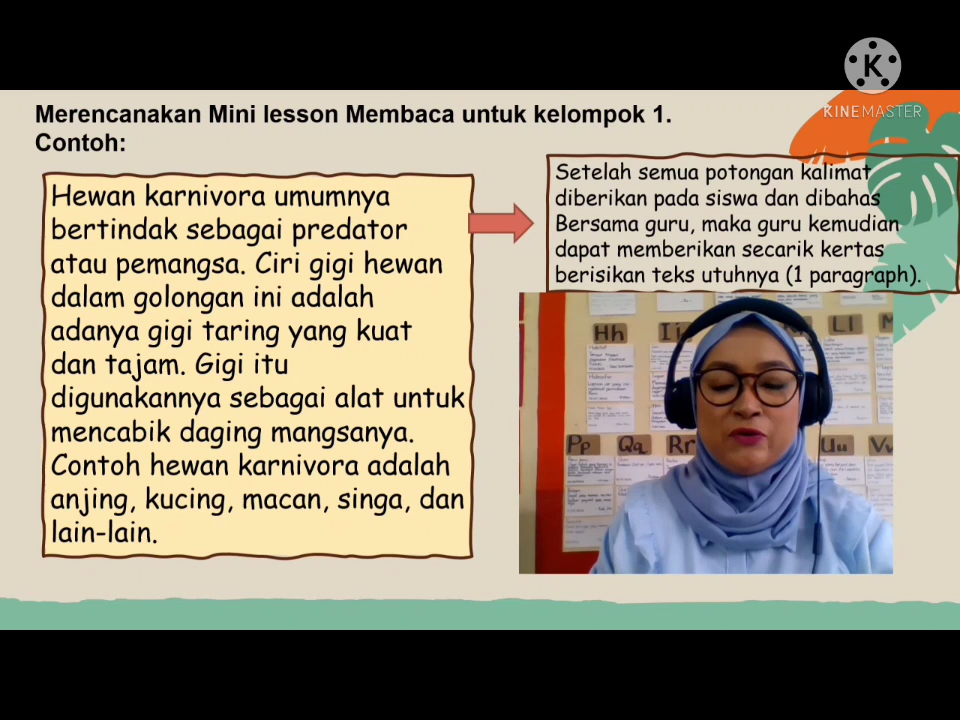 K
KINEMASTER
Merencanakan Mini lesson Membaca untuk kelompok 1.
Contoh:
Hewan karnivora umumnya
bertindak sebagai predator
atau pemangsa. Ciri gigi hewan
dalam golongan ini adalah
adanya gigi taring yang kuat
dan tajam. Gigi itu
digunakannya sebagai alat untuk
mencabik daging mangsanya.
Contoh hewan karnivora adalah
anjing, kucing, macan, singa, dan
lain-lain.
Setelah semua potongan kalimat
diberikan pada siswa dan dibahas
Bersama guru, maka guru kemudian
dapat memberikan secarik kertas
berisikan teks utuhnya (1 paragraph).
Hh Ii Ll M
Pp Qq Rr Uu Vv